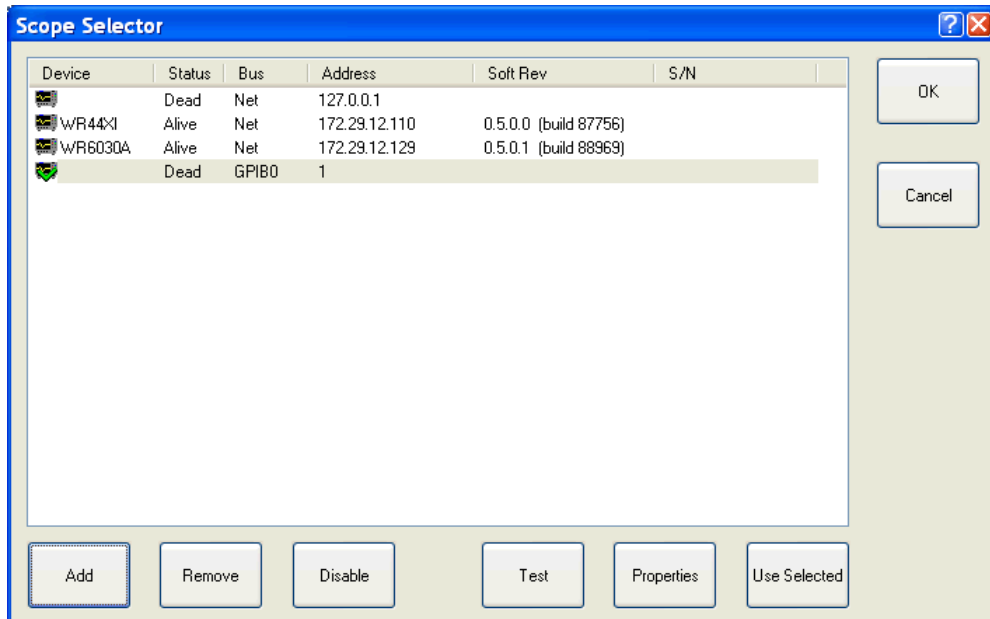 Scope Selector
Device Status Bus Address Soft Rev S/N
Dead Net 127.0.0.1
WR44XI Alive Net 172.29.12.110 0.5.0.0 (build 87756)
WR6030A Alive Net 172.29.12.129 0.5.0.1 (build 88969)
Dead GPIB0 1
OK
Cancel
Add Remove Disable Test Properties Use Selected